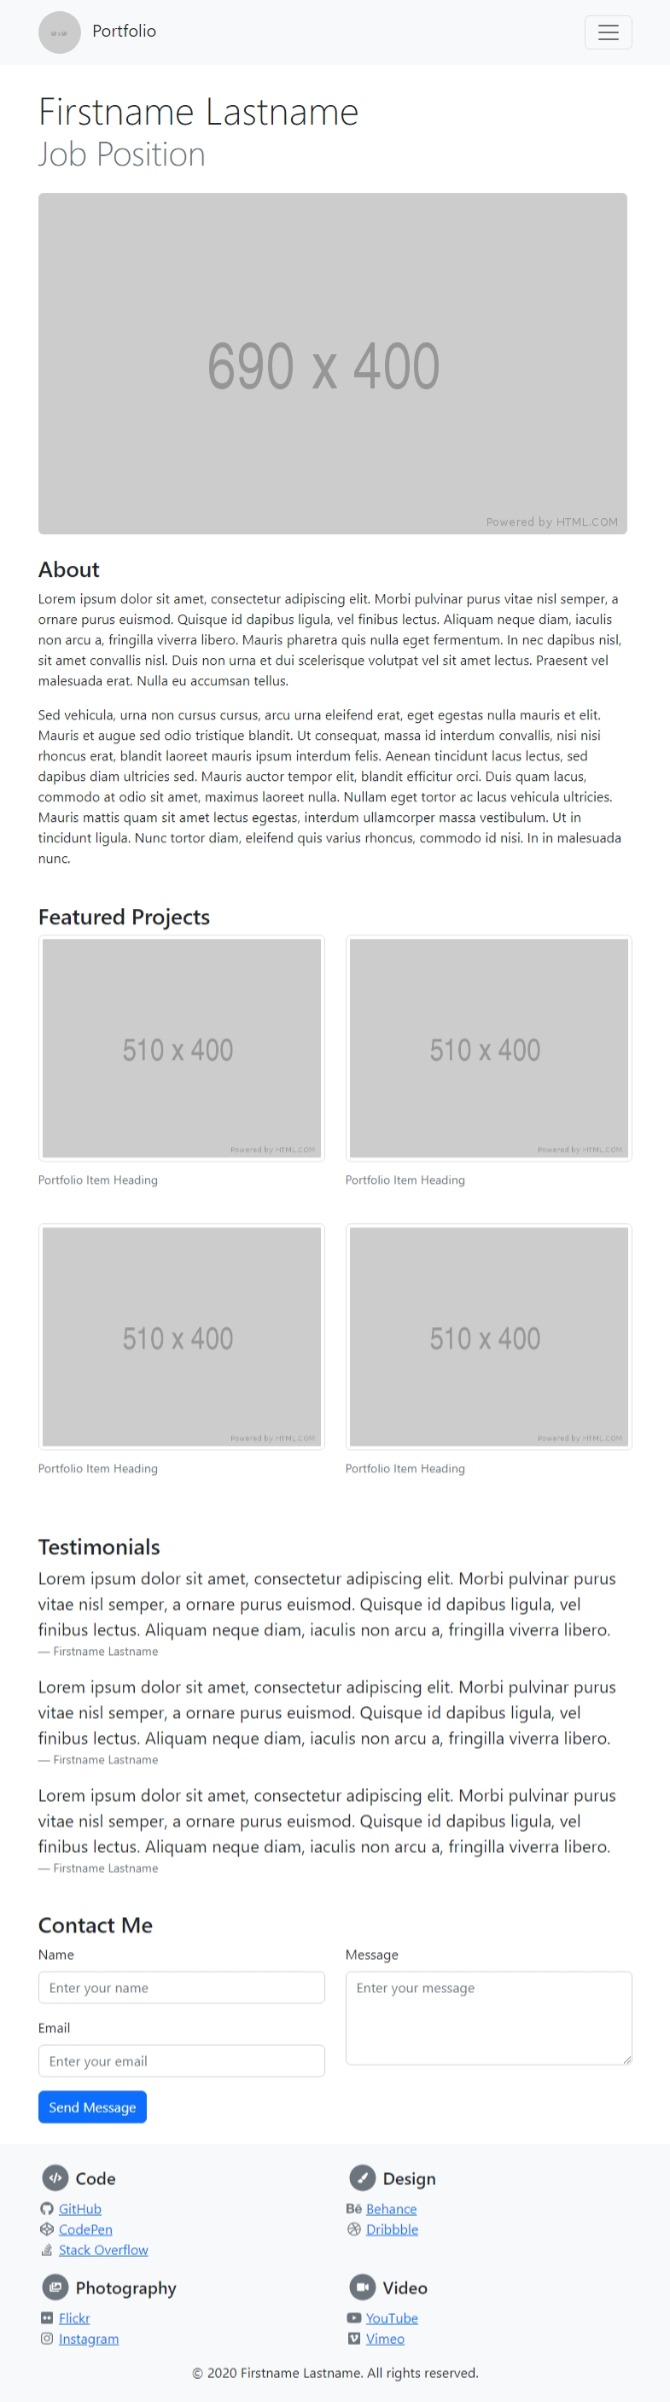 Portfolio
Firstname Lastname
Job Position
690 x 400
Powered by HTML.COM
About
Lorem ipsum dolor sit amet, consectetur adipiscing elit. Morbi pulvinar purus vitae nisl semper, a
ornare purus euismod. Quisque id dapibus ligula, vel finibus lectus. Aliquam neque diam, iaculis
non arcu a, fringilla viverra libero. Mauris pharetra quis nulla eget fermentum. In nec dapibus nisl,
sit amet convallis nisl. Duis non urna et dui scelerisque volutpat vel sit amet lectus. Praesent vel
malesuada erat. Nulla eu accumsan tellus.
Sed vehicula, urna non cursus cursus, arcu urna eleifend erat, eget egestas nulla mauris et elit.
Mauris et augue sed odio tristique blandit. Ut consequat, massa id interdum convallis, nisi nisi
rhoncus erat, blandit laoreet mauris ipsum interdum felis. Aenean tincidunt lacus lectus, sed
dapibus diam ultricies sed. Mauris auctor tempor elit, blandit efficitur orci. Duis quam lacus,
commodo at odio sit amet, maximus laoreet nulla. Nullam eget tortor ac lacus vehicula ultricies.
Mauris mattis quam sit amet lectus egestas, interdum ullamcorper massa vestibulum. Ut in
tincidunt ligula. Nunc tortor diam, eleifend quis varius rhoncus, commodo id nisi. In in malesuada
nunc.
Featured Projects
510 x 400
Powered by HTML.COM
Portfolio Item Heading
510 x 400
Powered by HTML.COM
Portfolio Item Heading
510 x 400
Powered by HTML.COM
Portfolio Item Heading
510 x 400
Powered by HTML.COM
Portfolio Item Heading
Testimonials
Lorem ipsum dolor sit amet, consectetur adipiscing elit. Morbi pulvinar purus
vitae nisl semper, a ornare purus euismod. Quisque id dapibus ligula, vel
finibus lectus. Aliquam neque diam, iaculis non arcu a, fringilla viverra libero.
— Firstname Lastname
Lorem ipsum dolor sit amet, consectetur adipiscing elit. Morbi pulvinar purus
vitae nisl semper, a ornare purus euismod. Quisque id dapibus ligula, vel
finibus lectus. Aliquam neque diam, iaculis non arcu a, fringilla viverra libero.
— Firstname Lastname
Lorem ipsum dolor sit amet, consectetur adipiscing elit. Morbi pulvinar purus
vitae nisl semper, a ornare purus euismod. Quisque id dapibus ligula, vel
finibus lectus. Aliquam neque diam, iaculis non arcu a, fringilla viverra libero.
— Firstname Lastname
Contact Me
Name
Enter your name
Email
Enter your email
Message
Enter your message
Send Message
Code
GitHub
CodePen
Stack Overflow
Design
Bē Behance
Dribbble
Photography
Flickr
Instagram
Video
YouTube
Vimeo
© 2020 Firstname Lastname. All rights reserved.